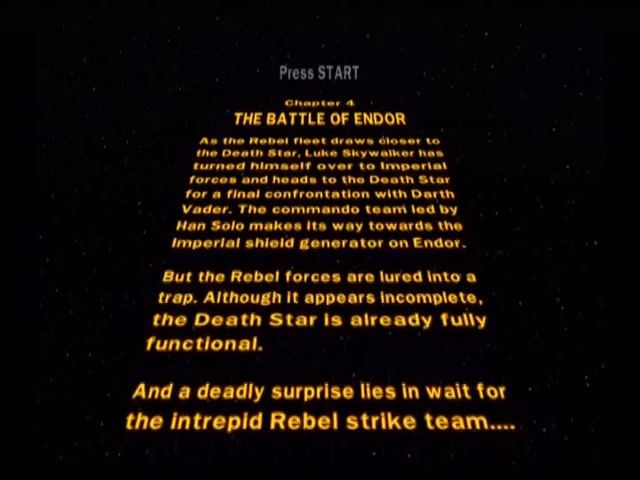 Press START
Chapter 4
THE BATTLE OF ENDOR
As the Rebel fleet draws closer to
the Death Star, Luke Skywalker has
turned himself over to Imperial
forces and heads to the Death Star
for a final confrontation with Darth
Vader. The commando team led by
Han Solo makes its way towards the
Imperial shield generator on Endor.
But the Rebel forces are lured into a
trap. Although it appears incomplete,
the Death Star is already fully
functional.
And a deadly surprise lies in wait for
the intrepid Rebel strike team....